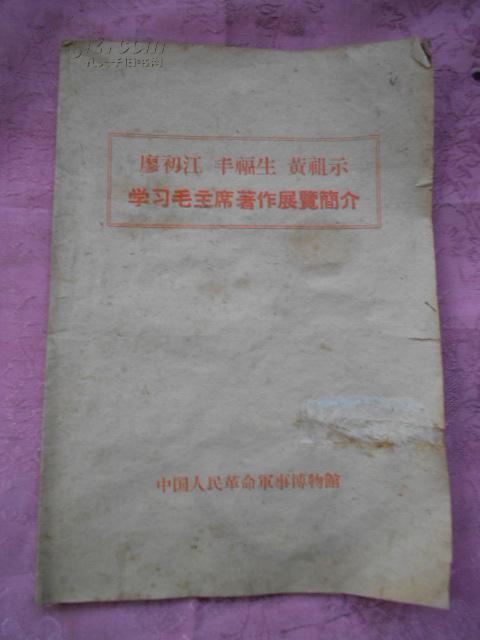 廖初江 丰福生 黄祖示
学习毛主席著作展覽簡介
中国人民革命軍事博物館